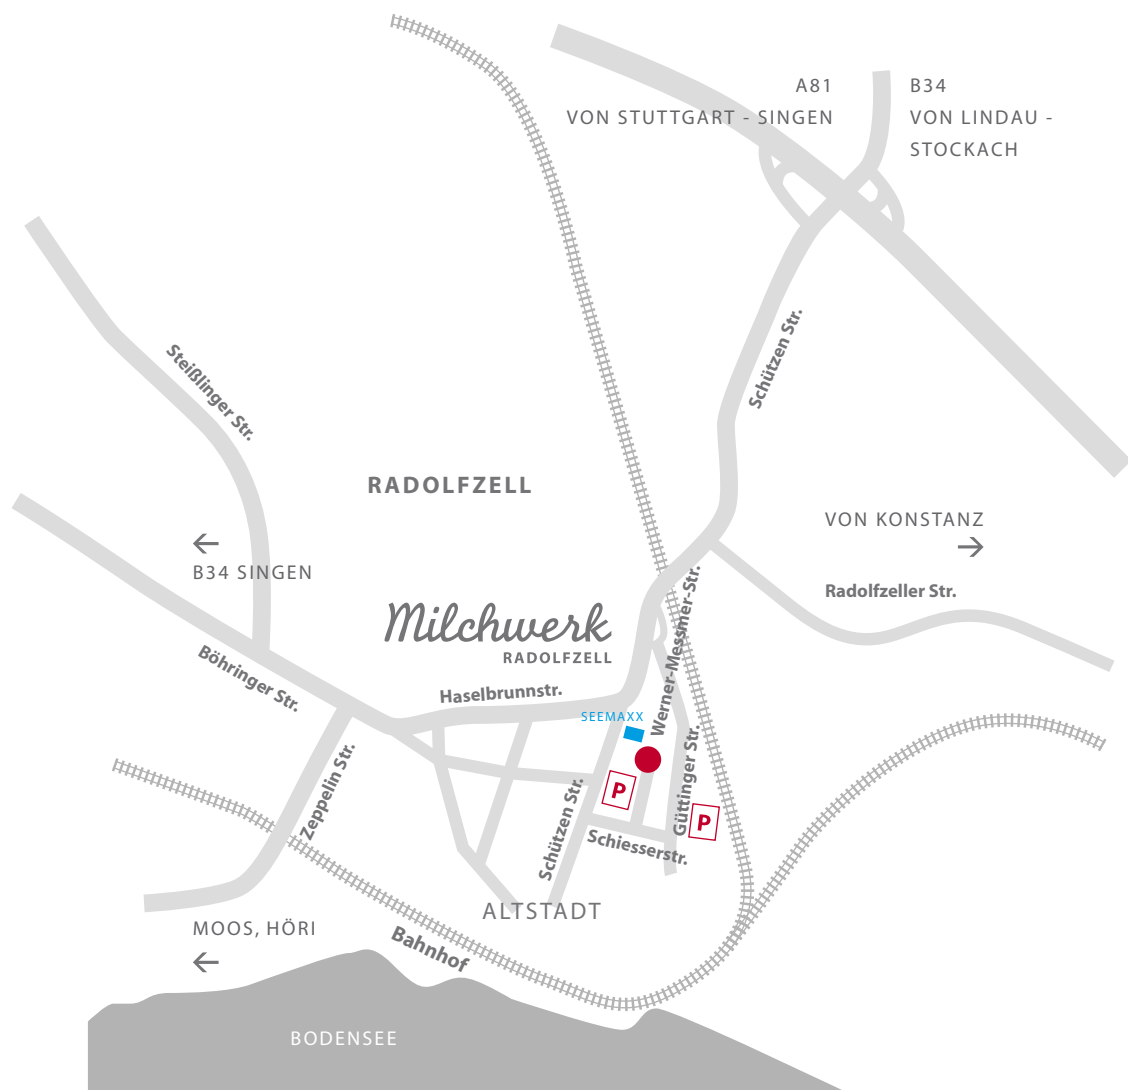 A81
VON STUTTGART - SINGEN
B34
VON LINDAU -
STOCKACH
Schützen Str.
Steißlinger Str.
RADOLFZELL
VON KONSTANZ
→
←
B34 SINGEN
Radolfzeller Str.
Milchwerk
RADOLFZELL
Werner-Messmer-Str.
Böhringer Str.
Haselbrunnstr.
SEEMAXX
Zeppelin Str.
Güttinger Str.
P
P
Schützen Str.
Schiesserstr.
ALTSTADT
MOOS, HÖRI
←
Bahnhof
BODENSEE